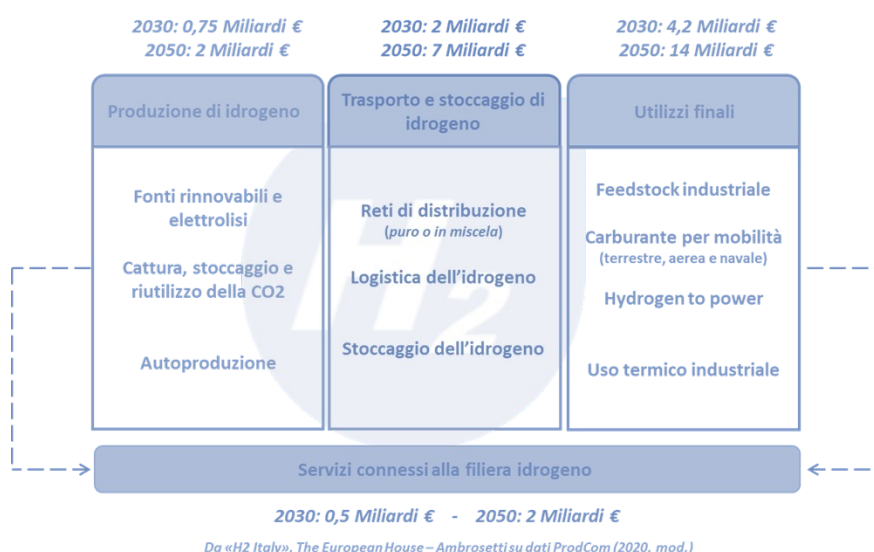 2030: 0,75 Miliardi €
2050: 2 Miliardi €
2030: 2 Miliardi €
2050: 7 Miliardi €
2030: 4,2 Miliardi €
2050: 14 Miliardi €
Produzione di idrogeno
Trasporto e stoccaggio di
idrogeno
Utilizzi finali
Fonti rinnovabili e
elettrolisi
Cattura, stoccaggio e
riutilizzo della CO2
Autoproduzione
Reti di distribuzione
(puro o in miscela)
Logistica dell'idrogeno
Stoccaggio dell'idrogeno
Feedstock industriale
Carburante per mobilità
(terrestre, aerea e navale)
Hydrogen to power
Uso termico industriale
H2
Servizi connessi alla filiera idrogeno
2030: 0,5 Miliardi € - 2050: 2 Miliardi €
Da «H2 Italy», The European House – Ambrosetti su dati ProdCom (2020, mod.)